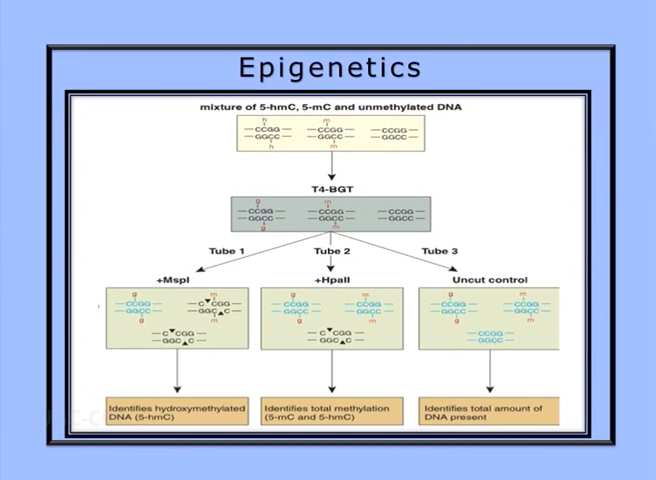 Epigenetics
mixture of 5-hmC, 5-mC and unmethylated DNA
h m
CCGG CCGG CCGG
GGCC GGCC GGCC
h m
T4-BGT
g m
CCGG CCGG CCGG
GGCC GGCC GGCC
g m
Tube 1 Tube 2 Tube 3
+MspI +HpaII Uncut control
g m g m g m
CCGG C CGG CCGG CCGG CCGG CCGG
GGCC GGC C GGCC GGCC GGCC GGCC
g m g m g m
C CGG C CGG CCGG
GGC C GGC C GGCC
Identifies hydroxymethylated Identifies total methylation Identifies total amount of
DNA (5-hmC) (5-mC and 5-hmC) DNA present